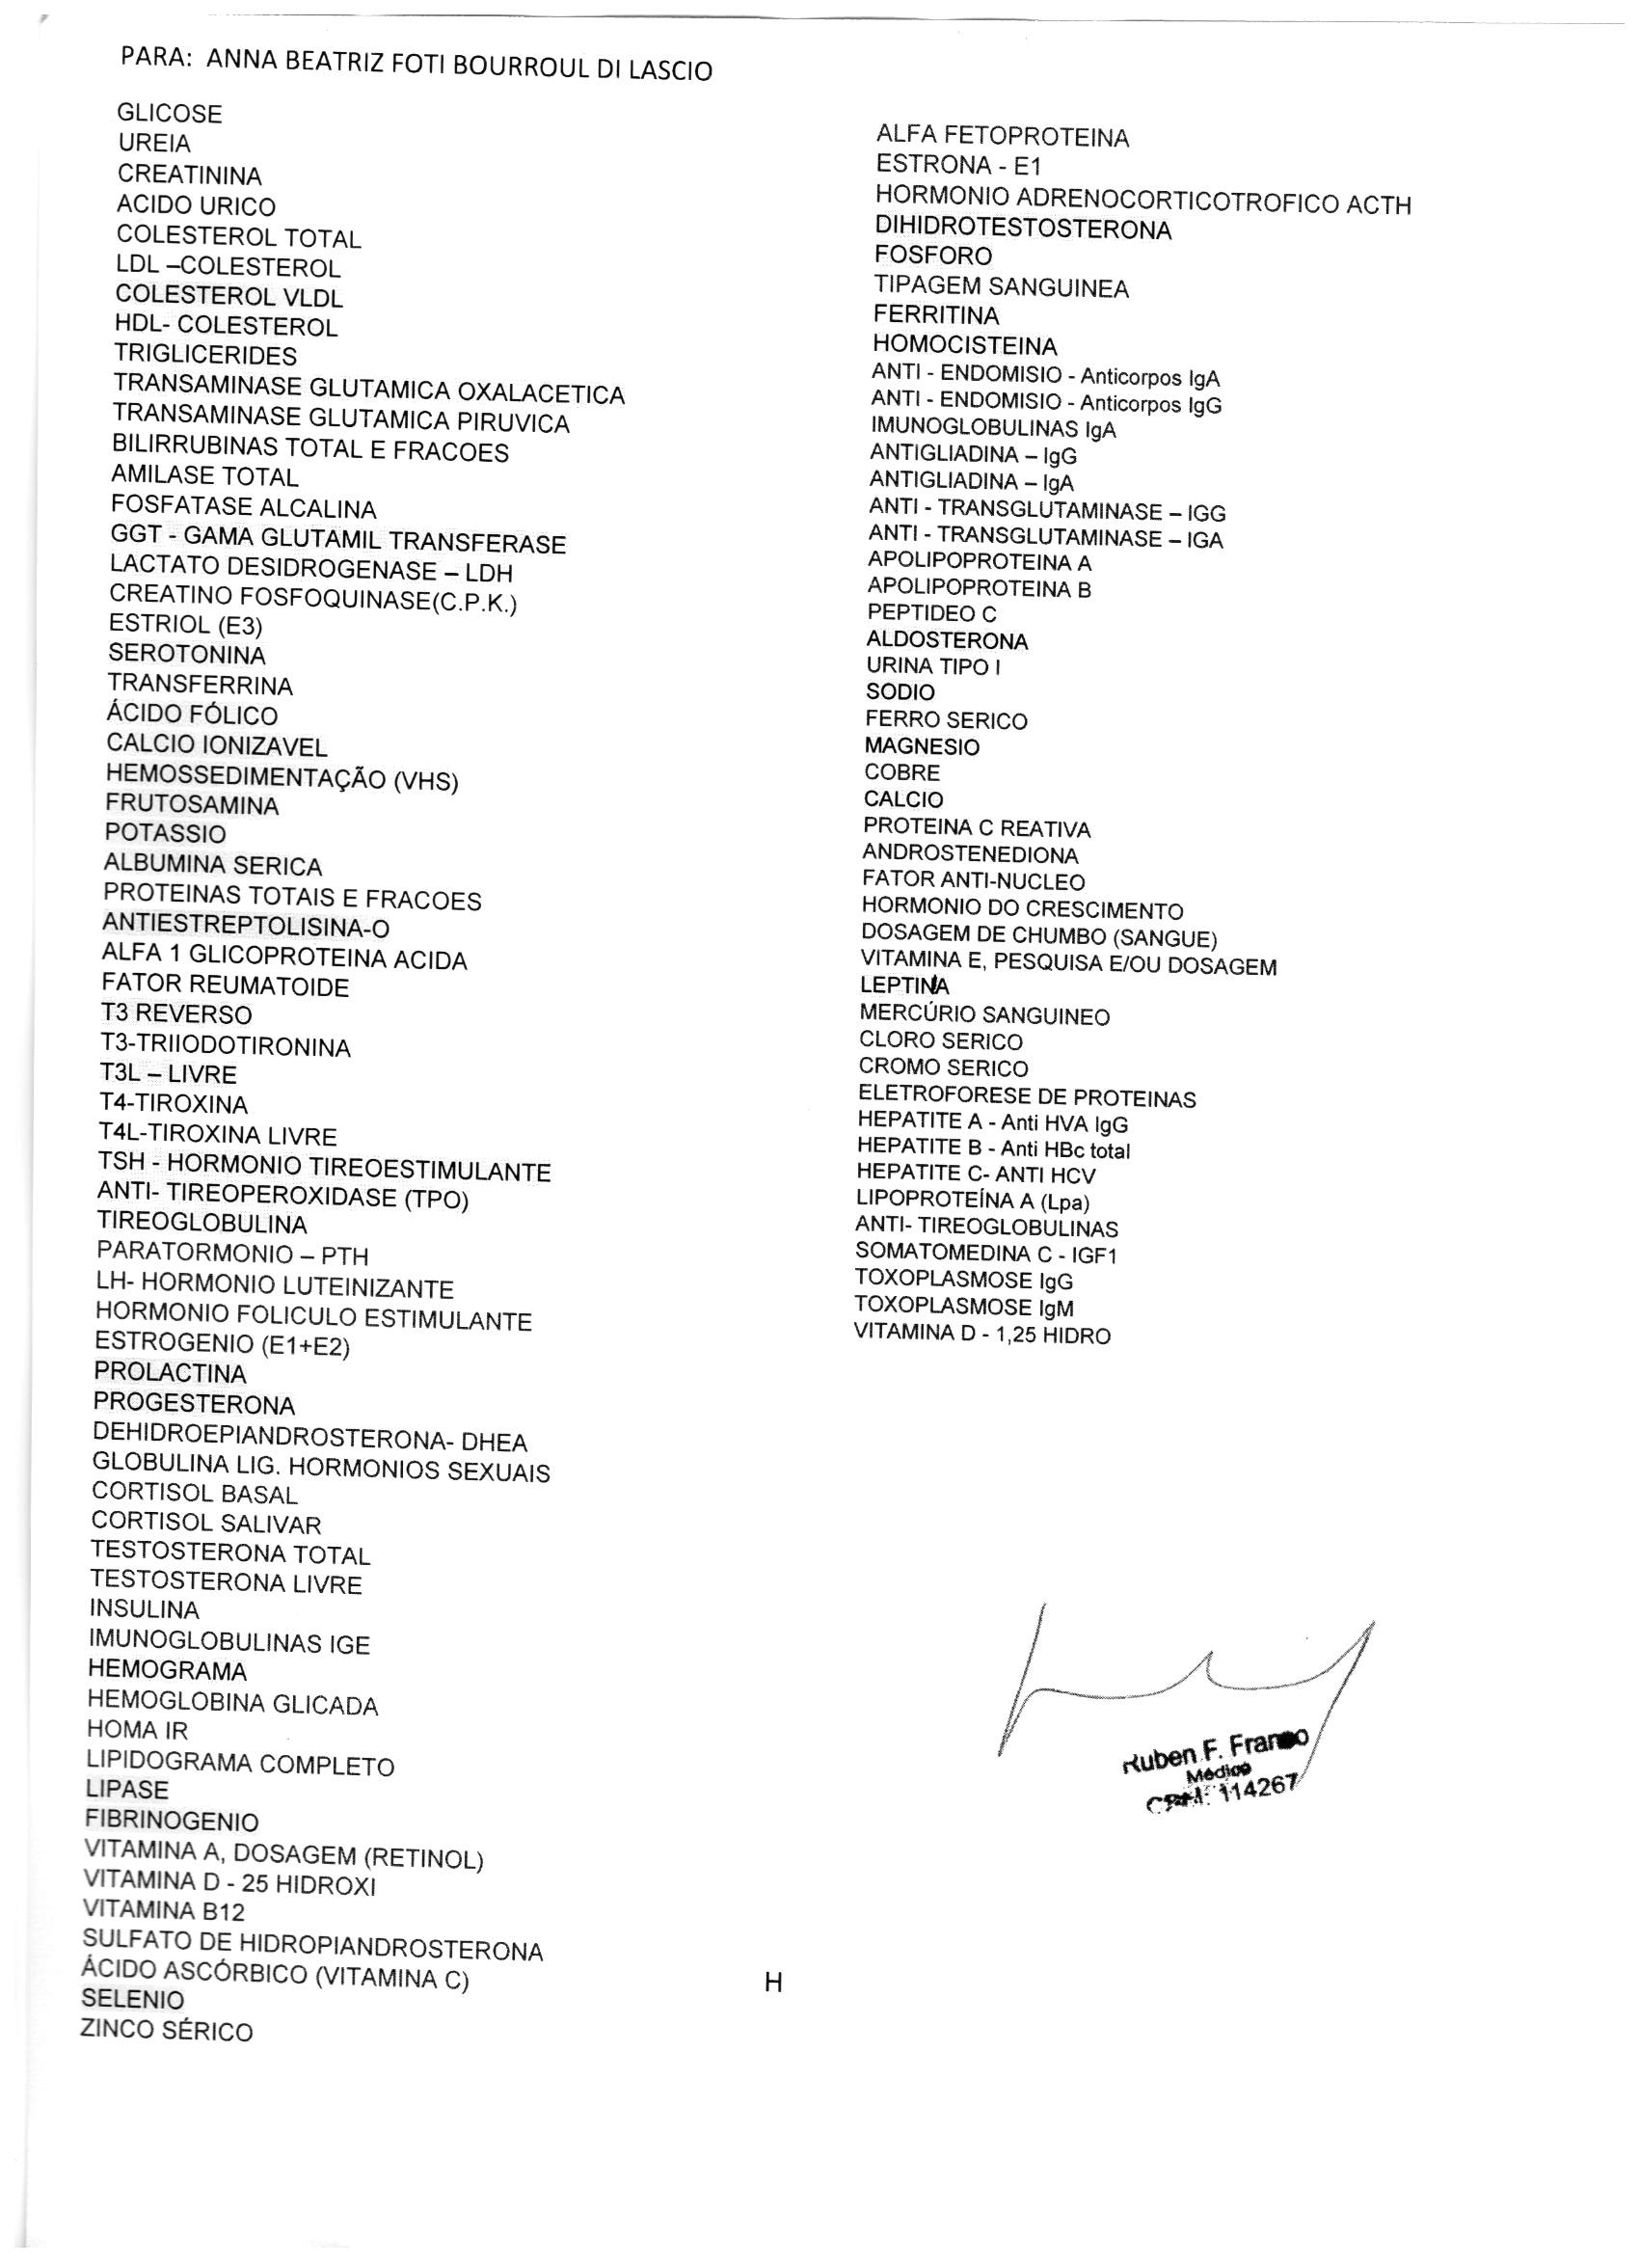 PARA: ANNA BEATRIZ FOTI BOURROUL DI LASCIO
GLICOSE
UREIA
CREATININA
ACIDO URICO
COLESTEROL TOTAL
LDL –COLESTEROL
COLESTEROL VLDL
HDL- COLESTEROL
TRIGLICERIDES
TRANSAMINASE GLUTAMICA OXALACETICA
TRANSAMINASE GLUTAMICA PIRUVICA
BILIRRUBINAS TOTAL E FRACOES
AMILASE TOTAL
FOSFATASE ALCALINA
GGT - GAMA GLUTAMIL TRANSFERASE
LACTATO DESIDROGENASE – LDH
CREATINO FOSFOQUINASE(C.P.K.)
ESTRIOL (E3)
SEROTONINA
TRANSFERRINA
ÁCIDO FÓLICO
CALCIO IONIZAVEL
HEMOSSEDIMENTAÇÃO (VHS)
FRUTOSAMINA
POTASSIO
ALBUMINA SERICA
PROTEINAS TOTAIS E FRACOES
ANTIESTREPTOLISINA-O
ALFA 1 GLICOPROTEINA ACIDA
FATOR REUMATOIDE
T3 REVERSO
T3-TRIIODOTIRONINA
T3L – LIVRE
T4-TIROXINA
T4L-TIROXINA LIVRE
TSH - HORMONIO TIREOESTIMULANTE
ANTI- TIREOPEROXIDASE (TPO)
TIREOGLOBULINA
PARATORMONIO – PTH
LH- HORMONIO LUTEINIZANTE
HORMONIO FOLICULO ESTIMULANTE
ESTROGENIO (E1+E2)
PROLACTINA
PROGESTERONA
DEHIDROEPIANDROSTERONA- DHEA
GLOBULINA LIG. HORMONIOS SEXUAIS
CORTISOL BASAL
CORTISOL SALIVAR
TESTOSTERONA TOTAL
TESTOSTERONA LIVRE
INSULINA
IMUNOGLOBULINAS IGE
HEMOGRAMA
HEMOGLOBINA GLICADA
HOMA IR
LIPIDOGRAMA COMPLETO
LIPASE
FIBRINOGENIO
VITAMINA A, DOSAGEM (RETINOL)
VITAMINA D - 25 HIDROXI
VITAMINA B12
SULFATO DE HIDROPIANDROSTERONA
ÁCIDO ASCÓRBICO (VITAMINA C)
SELENIO
ZINCO SÉRICO
ALFA FETOPROTEINA
ESTRONA - E1
HORMONIO ADRENOCORTICOTROFICO ACTH
DIHIDROTESTOSTERONA
FOSFORO
TIPAGEM SANGUINEA
FERRITINA
HOMOCISTEINA
ANTI - ENDOMISIO - Anticorpos IgA
ANTI - ENDOMISIO - Anticorpos IgG
IMUNOGLOBULINAS IgA
ANTIGLIADINA – IgG
ANTIGLIADINA – IgA
ANTI - TRANSGLUTAMINASE – IGG
ANTI - TRANSGLUTAMINASE – IGA
APOLIPOPROTEINA A
APOLIPOPROTEINA B
PEPTIDEO C
ALDOSTERONA
URINA TIPO I
SODIO
FERRO SERICO
MAGNESIO
COBRE
CALCIO
PROTEINA C REATIVA
ANDROSTENEDIONA
FATOR ANTI-NUCLEO
HORMONIO DO CRESCIMENTO
DOSAGEM DE CHUMBO (SANGUE)
VITAMINA E, PESQUISA E/OU DOSAGEM
LEPTINA
MERCÚRIO SANGUINEO
CLORO SERICO
CROMO SERICO
ELETROFORESE DE PROTEINAS
HEPATITE A - Anti HVA IgG
HEPATITE B - Anti HBc total
HEPATITE C- ANTI HCV
LIPOPROTEÍNA A (Lpa)
ANTI- TIREOGLOBULINAS
SOMATOMEDINA C - IGF1
TOXOPLASMOSE IgG
TOXOPLASMOSE IgM
VITAMINA D - 1,25 HIDRO
Ruben F. Franco
Médico
CRM: 114267
H